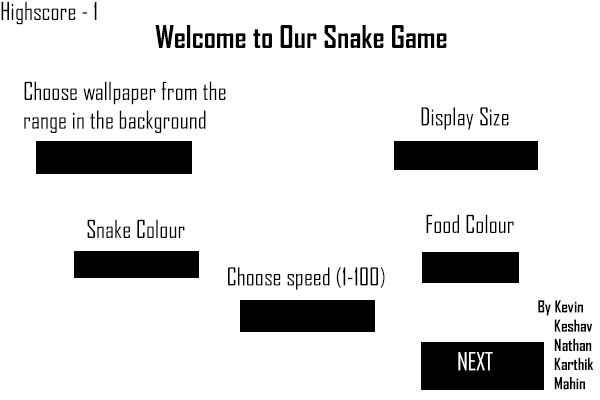 Highscore - 1
Welcome to Our Snake Game
Choose wallpaper from the
range in the background
Display Size
Snake Colour
Food Colour
Choose speed (1-100)
By Kevin
Keshav
Nathan
Karthik
Mahin
NEXT